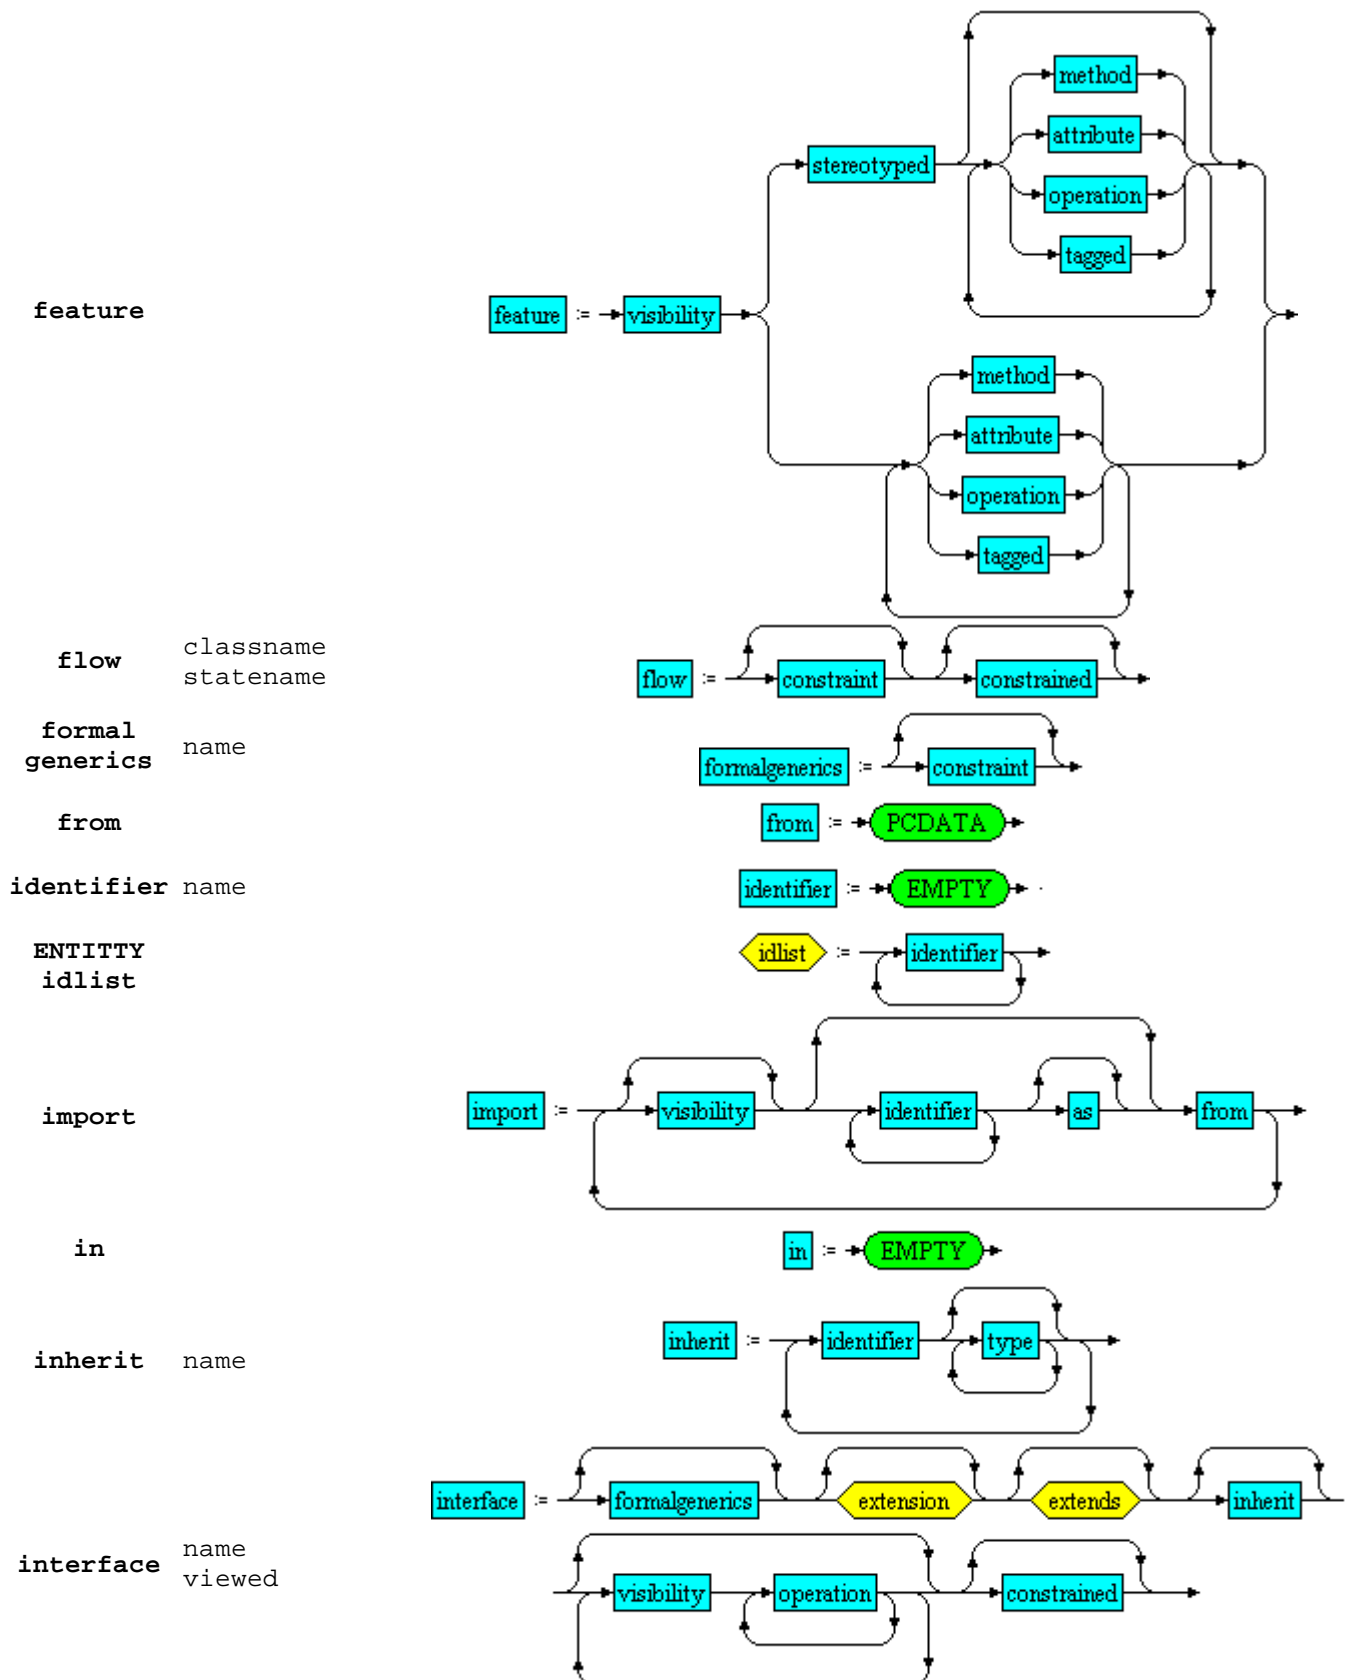 method
attribute
stereotyped
operation
tagged
feature
feature := visibility
method
attribute
operation
tagged
flow
classname
statename
flow := constraint constrained
formal
generics
name
formalgenerics := constraint
from
from := PCDATA
identifier name
identifier := EMPTY
ENTITTY
idlist
idlist := identifier
import
import := visibility identifier as from
in
in := EMPTY
inherit name
inherit := identifier type
interface := formalgenerics extension extends inherit
interface
name
viewed
visibility operation constrained